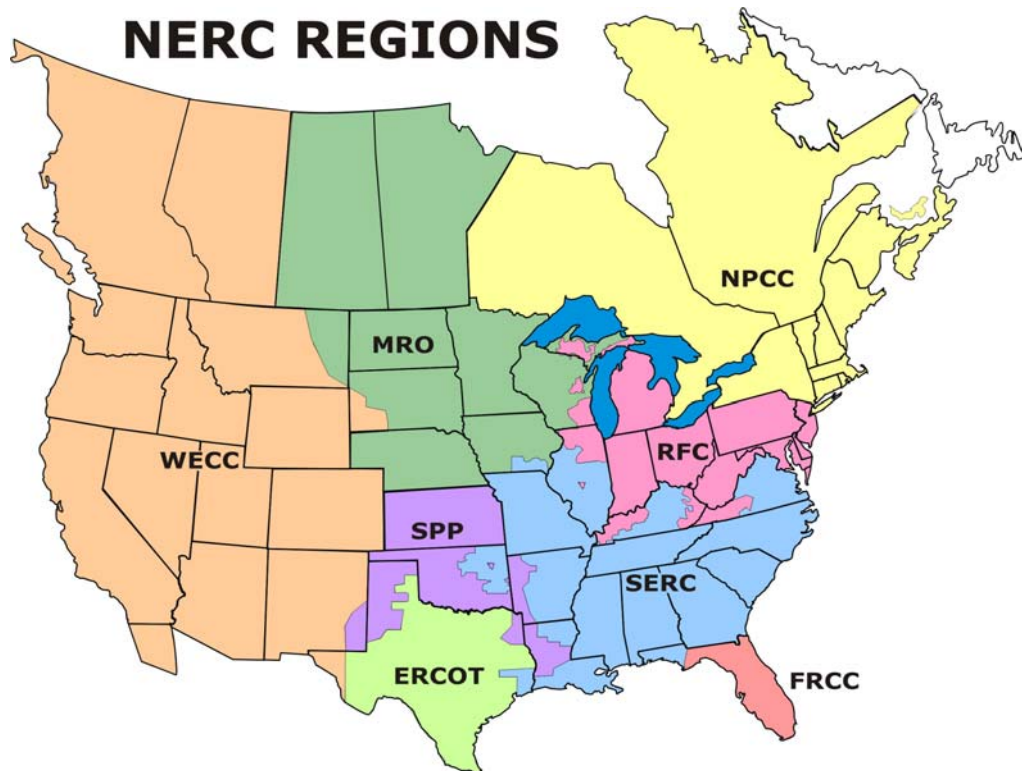 NERC REGIONS
NPCC
MRO
RFC
WECC
SPP
SERC
ERCOT
FRCC